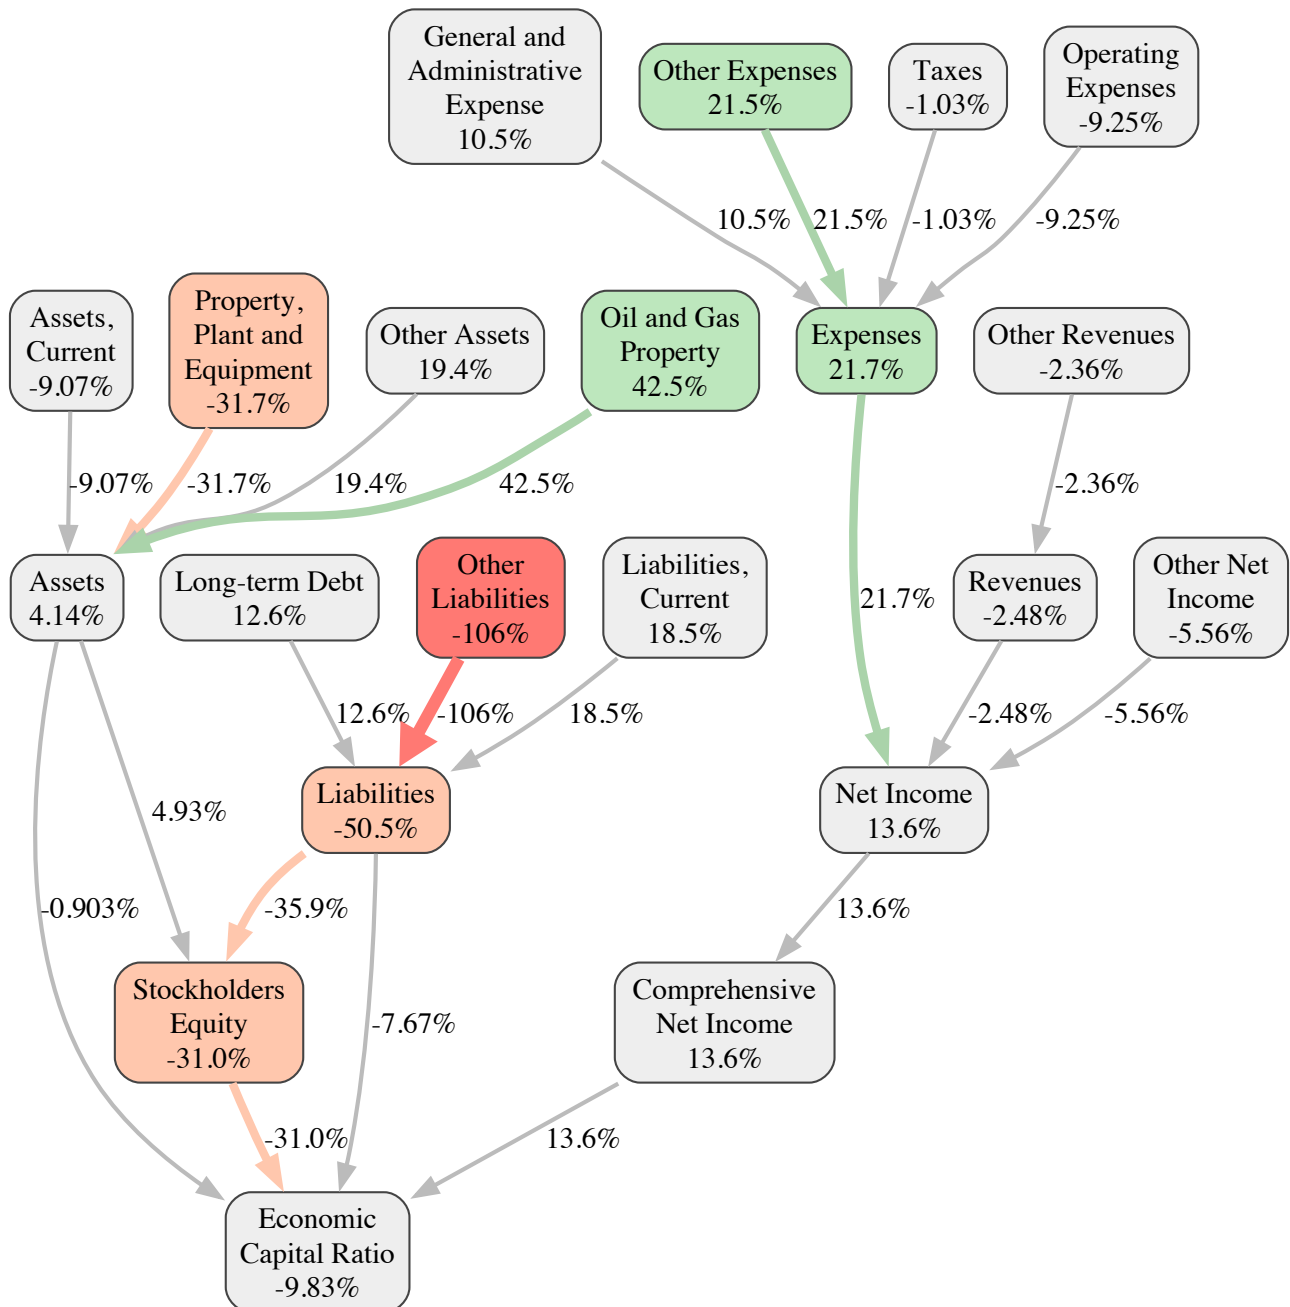 General and
Administrative
Expense
10.5%
Other Expenses
21.5%
Taxes
-1.03%
Operating
Expenses
-9.25%
10.5%
21.5%
-1.03%
-9.25%
Assets,
Current
-9.07%
Property,
Plant and
Equipment
-31.7%
Other Assets
19.4%
Oil and Gas
Property
42.5%
Expenses
21.7%
Other Revenues
-2.36%
-9.07%
-31.7%
19.4%
42.5%
-2.36%
Assets
4.14%
Long-term Debt
12.6%
Other
Liabilities
-106%
Liabilities,
Current
18.5%
21.7%
Revenues
-2.48%
Other Net
Income
-5.56%
12.6%
-106%
18.5%
-2.48%
-5.56%
4.93%
Liabilities
-50.5%
Net Income
13.6%
-0.903%
-35.9%
13.6%
Stockholders
Equity
-31.0%
-7.67%
Comprehensive
Net Income
13.6%
-31.0%
13.6%
Economic
Capital Ratio
-9.83%